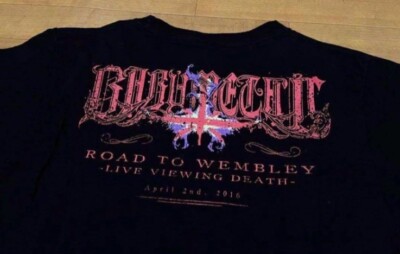 BABYMETAL
ROAD TO WEMBLEY
-LIVE VIEWING DEATH-
April 2nd, 2016